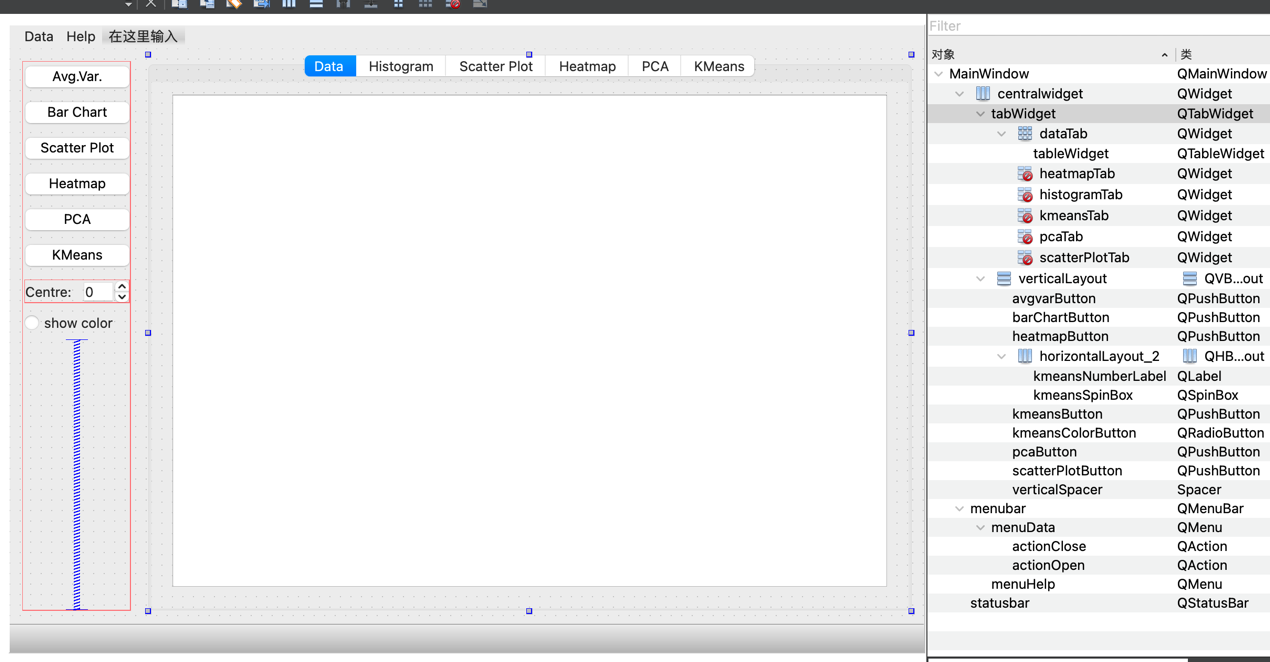 Data Help 在这里输入
Avg.Var.
Bar Chart
Scatter Plot
Heatmap
PCA
KMeans
Centre: 0
show color
Data Histogram Scatter Plot Heatmap PCA KMeans
Filter
对象 类
MainWindow QMainWindow
centralwidget QWidget
tabWidget QTabWidget
dataTab QWidget
tableWidget QTableWidget
heatmapTab QWidget
histogramTab QWidget
kmeansTab QWidget
pcaTab QWidget
scatterPlotTab QWidget
verticalLayout QVB...out
avgvarButton QPushButton
barChartButton QPushButton
heatmapButton QPushButton
horizontalLayout_2 QHB...out
kmeansNumberLabel QLabel
kmeansSpinBox QSpinBox
kmeansButton QPushButton
kmeansColorButton QRadioButton
pcaButton QPushButton
scatterPlotButton QPushButton
verticalSpacer Spacer
menubar QMenuBar
menuData QMenu
actionClose QAction
actionOpen QAction
menuHelp QMenu
statusbar QStatusBar